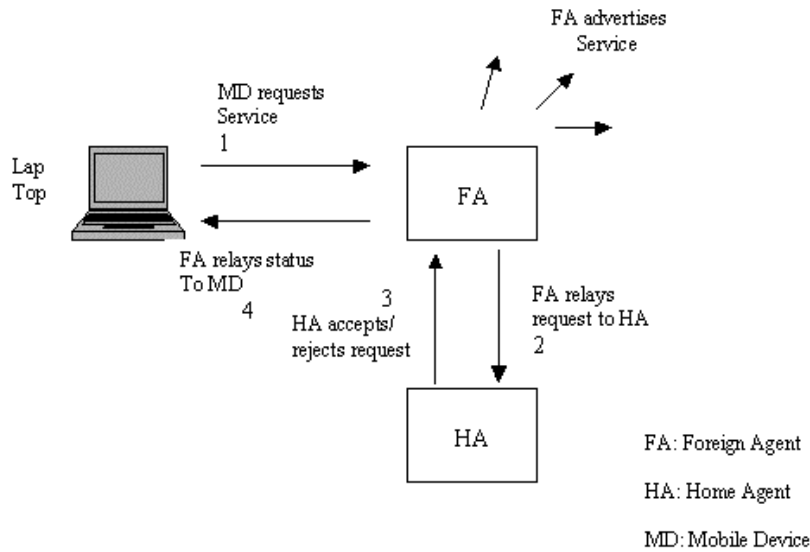 FA advertises
Service
MD requests
Service
1
Lap
Top
FA
FA relays status
To MD
4
3
HA accepts/
rejects request
FA relays
request to HA
2
HA
FA: Foreign Agent
HA: Home Agent
MD: Mobile Device